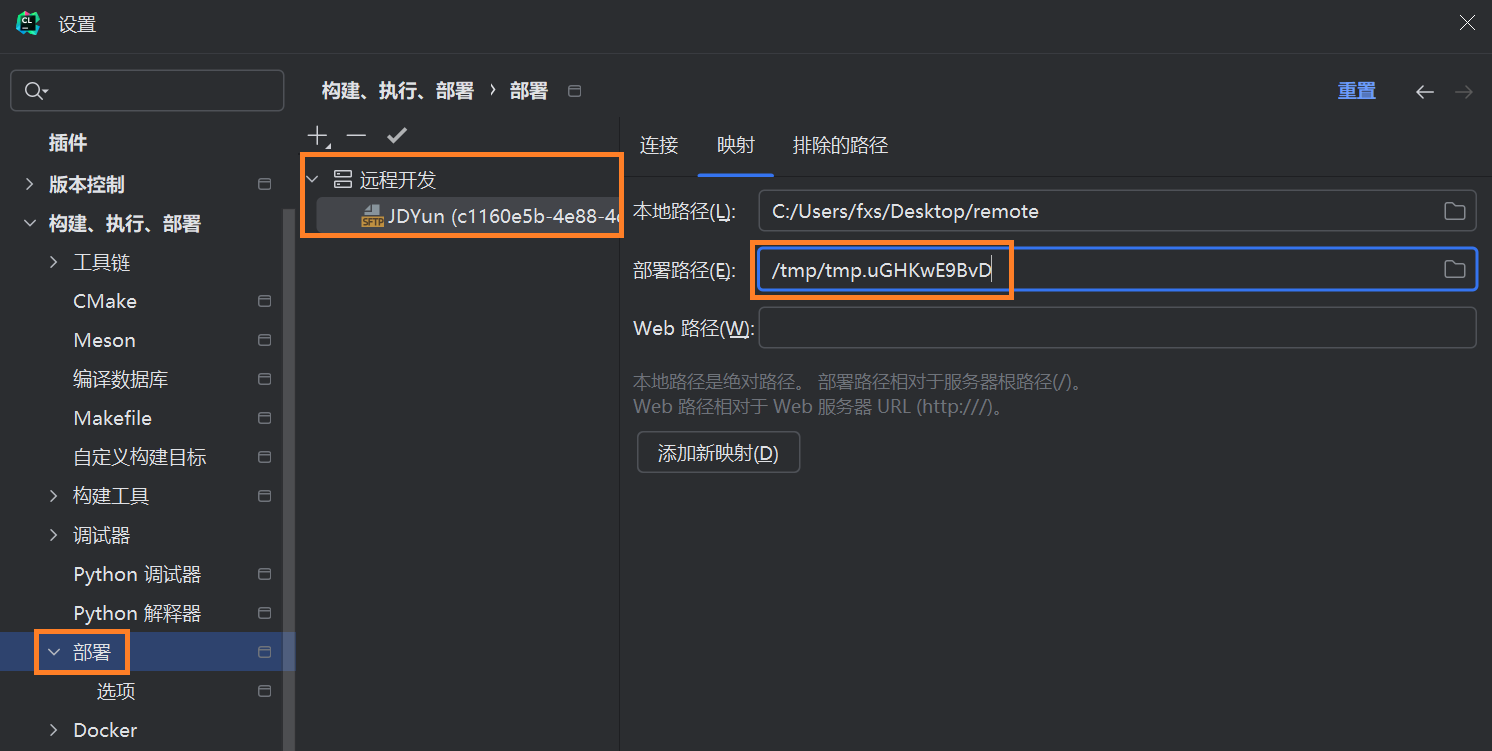 CL
设置
构建、执行、部署 › 部署
重置
插件
版本控制
构建、执行、部署
工具链
CMake
Meson
编译数据库
Makefile
自定义构建目标
构建工具
调试器
Python 调试器
Python 解释器
部署
选项
Docker
远程开发
SFTP JDYun (c1160e5b-4e88-4
连接 映射 排除的路径
本地路径(L): C:/Users/fxs/Desktop/remote
部署路径(E): /tmp/tmp.uGHKwE9BvD
Web 路径(W):
本地路径是绝对路径。 部署路径相对于服务器根路径(/)。
Web 路径相对于 Web 服务器 URL (http:///)。
添加新映射(D)